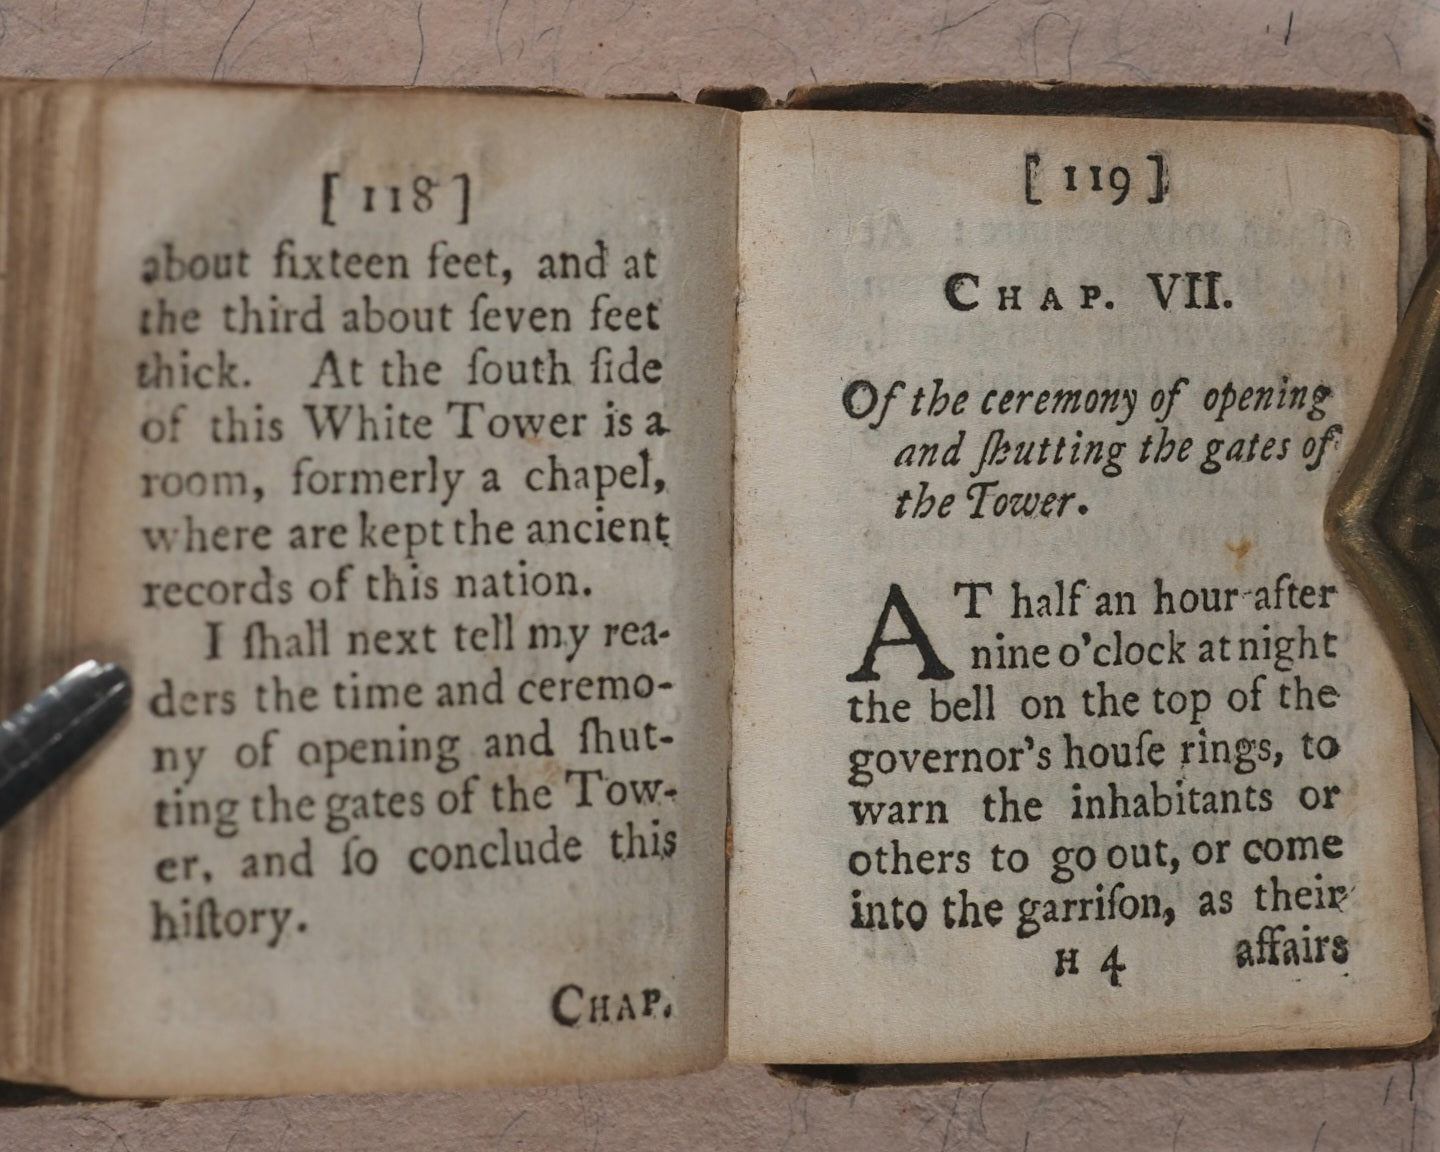 [ 118 ]
about ſixteen feet, and at
the third about ſeven feet
thick. At the ſouth ſide
of this White Tower is a
room, formerly a chapel,
where are kept the ancient
records of this nation.
I ſhall next tell my rea-
ders the time and ceremo-
ny of opening and ſhut-
ting the gates of the Tow-
er, and ſo conclude this
hiſtory.
CHAP.
[ 119 ]
CHAP. VII.
Of the ceremony of opening
and ſhutting the gates of
the Tower.
AT half an hour after
nine o'clock at night
the bell on the top of the
governor's houſe rings, to
warn the inhabitants or
others to go out, or come
into the garriſon, as their
H 4 affairs